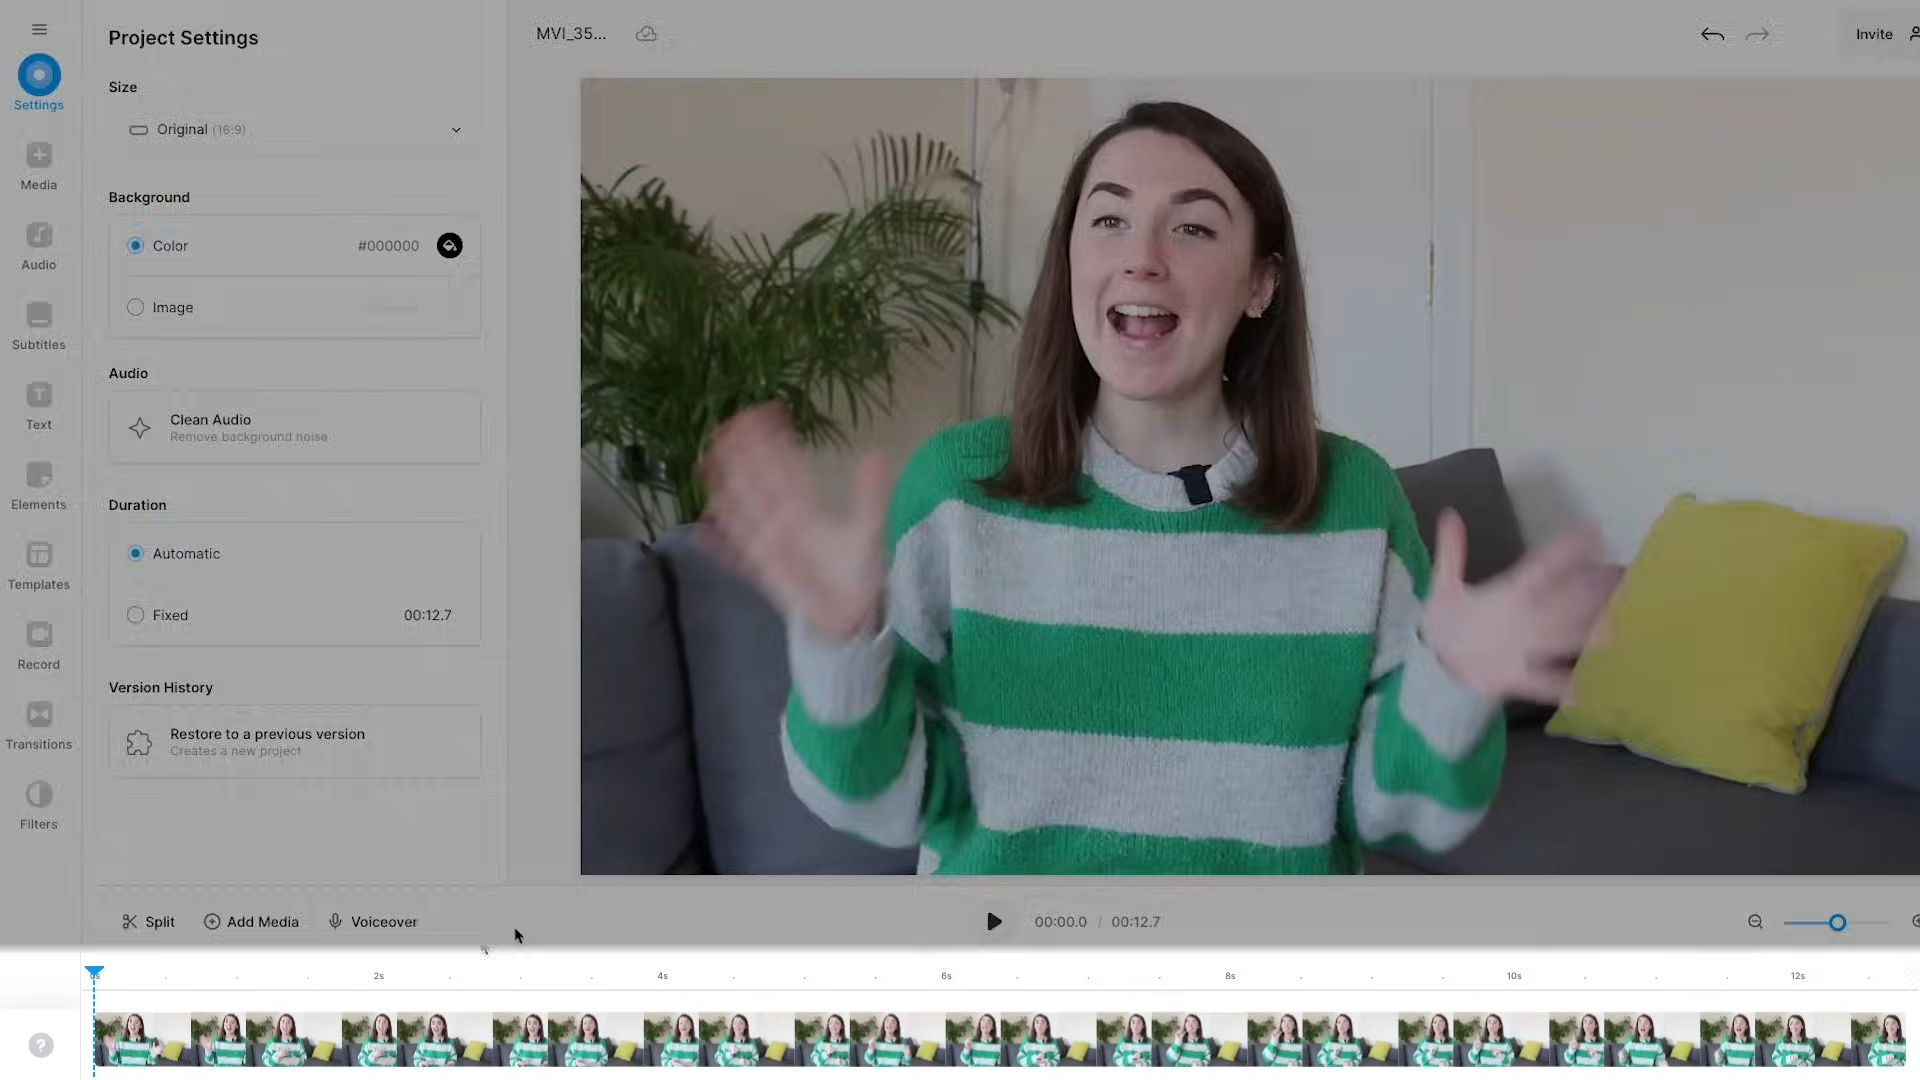 Project Settings
MVI_35...
Invite
Settings
Size
Original (16:9)
Media
Background
Color
#000000
Audio
Image
Subtitles
Audio
Clean Audio
Remove background noise
Text
Elements
Duration
Automatic
Templates
Fixed
00:12.7
Record
Version History
Restore to a previous version
Creates a new project
Transitions
Filters
Split
Add Media
Voiceover
00:00.0 / 00:12.7
2s
4s
6s
8s
10s
12s
?